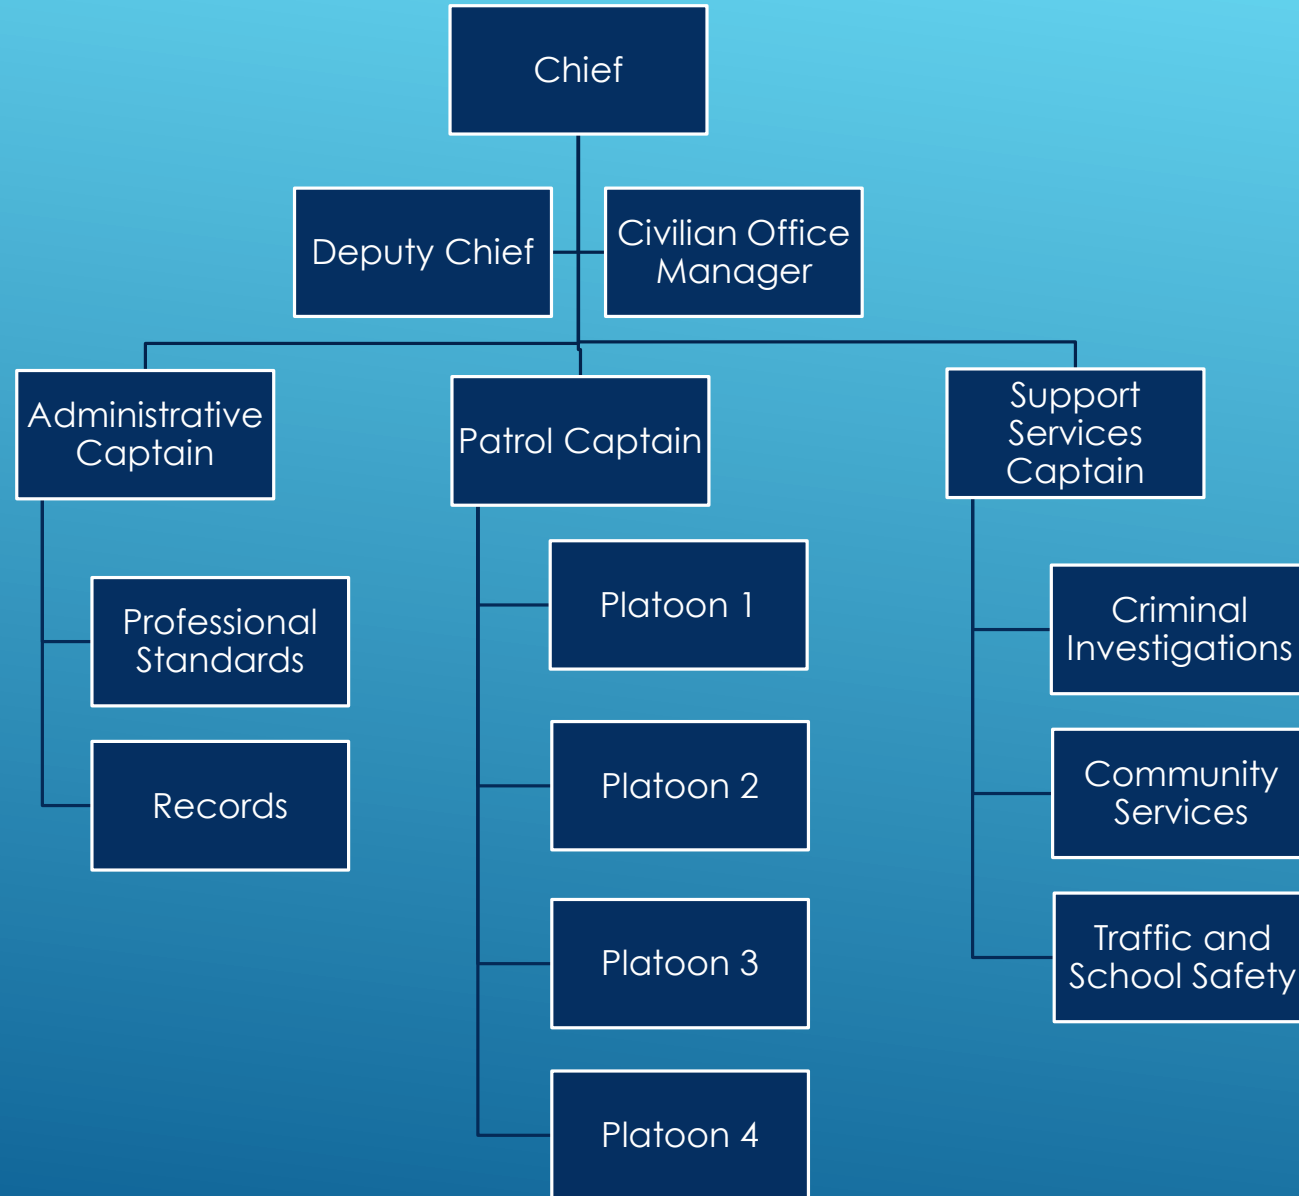 Chief
Deputy Chief
Civilian Office
Manager
Administrative
Captain
Patrol Captain
Support
Services
Captain
Professional
Standards
Records
Platoon 1
Platoon 2
Platoon 3
Platoon 4
Criminal
Investigations
Community
Services
Traffic and
School Safety